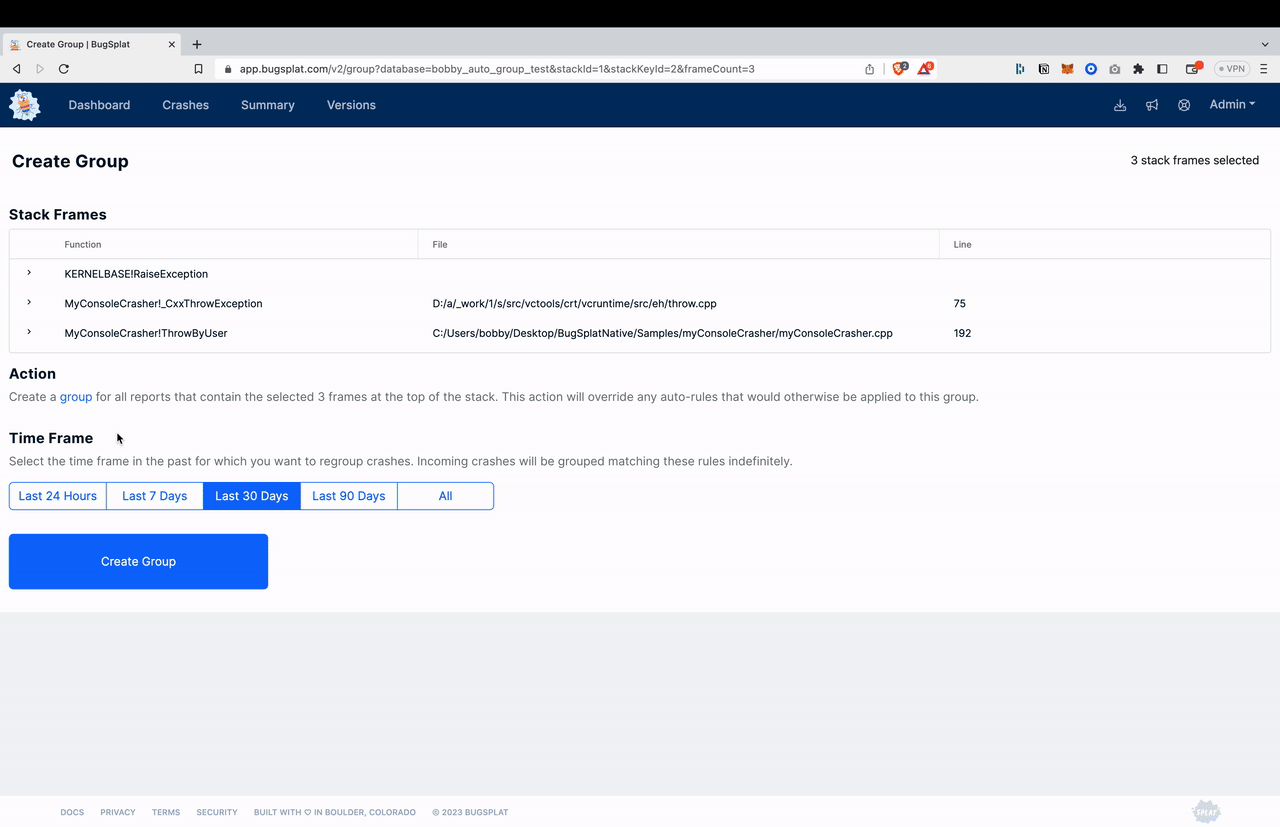 Create Group | BugSplat
app.bugsplat.com/v2/group?database=bobby_auto_group_test&stackId=1&stackKeyId=2&frameCount=3
2
6
VPN
Dashboard
Crashes
Summary
Versions
Admin
Create Group
3 stack frames selected
Stack Frames
Function
File
Line
KERNELBASE!RaiseException
MyConsoleCrasher!_CxxThrowException
D:/a/_work/1/s/src/vctools/crt/vcruntime/src/eh/throw.cpp
75
MyConsoleCrasher!ThrowByUser
C:/Users/bobby/Desktop/BugSplatNative/Samples/myConsoleCrasher/myConsoleCrasher.cpp
192
Action
Create a group for all reports that contain the selected 3 frames at the top of the stack. This action will override any auto-rules that would otherwise be applied to this group.
Time Frame
Select the time frame in the past for which you want to regroup crashes. Incoming crashes will be grouped matching these rules indefinitely.
Last 24 Hours
Last 7 Days
Last 30 Days
Last 90 Days
All
Create Group
DOCS
PRIVACY
TERMS
SECURITY
BUILT WITH ♡ IN BOULDER, COLORADO
© 2023 BUGSPLAT
SPLAT